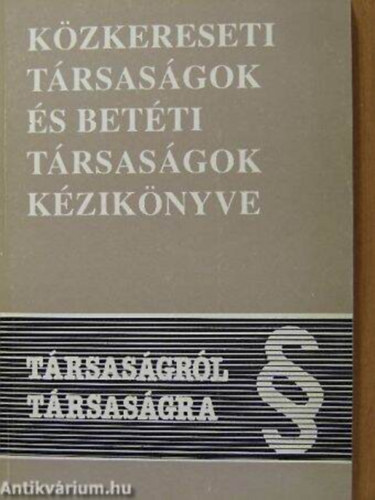 KÖZKERESETI
TÁRSASÁGOK
ÉS BETÉTI
TÁRSASÁGOK
KÉZIKÖNYVE
TÁRSASÁGRÓL
TÁRSASÁGRA
§
Antikvárium.hu